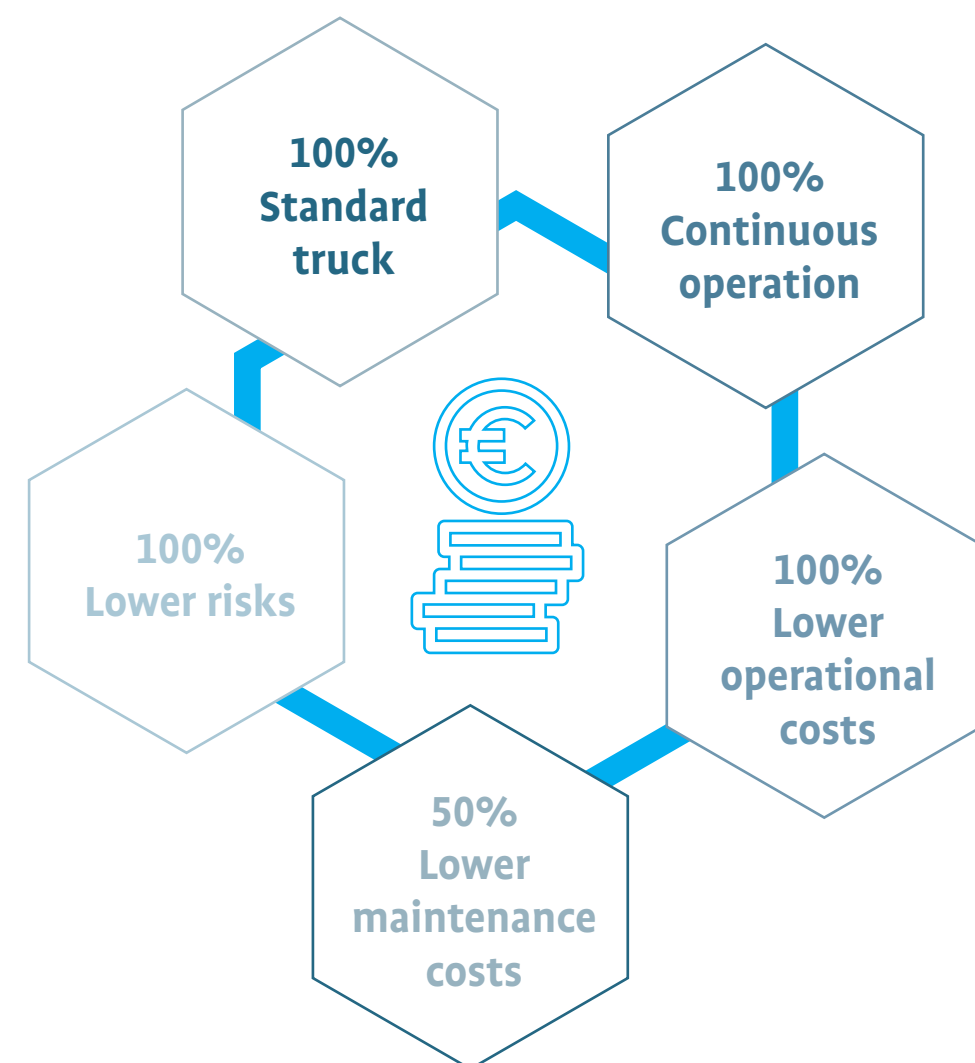 100%
Standard
truck
100%
Continuous
operation
100%
Lower risks
100%
Lower
operational
costs
50%
Lower
maintenance
costs